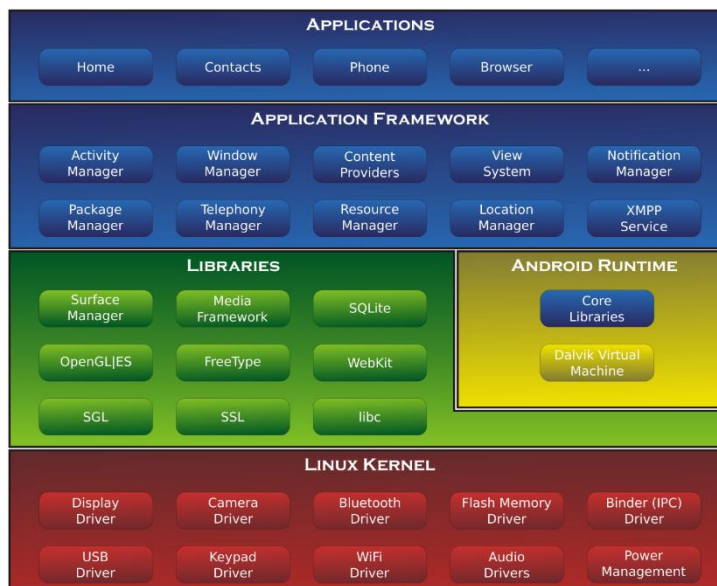 APPLICATIONS
Home
Contacts
Phone
Browser
...
APPLICATION FRAMEWORK
Activity
Manager
Window
Manager
Content
Providers
View
System
Notification
Manager
Package
Manager
Telephony
Manager
Resource
Manager
Location
Manager
XMPP
Service
LIBRARIES
Surface
Manager
Media
Framework
SQLite
OpenGL|ES
FreeType
WebKit
SGL
SSL
libc
ANDROID RUNTIME
Core
Libraries
Dalvik Virtual
Machine
LINUX KERNEL
Display
Driver
Camera
Driver
Bluetooth
Driver
Flash Memory
Driver
Binder (IPC)
Driver
USB
Driver
Keypad
Driver
WiFi
Driver
Audio
Drivers
Power
Management